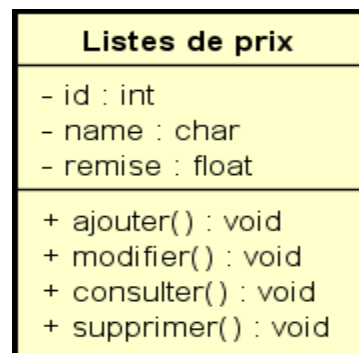 Listes de prix
- id : int
- name : char
- remise : float
+ ajouter() : void
+ modifier() : void
+ consulter() : void
+ supprimer() : void